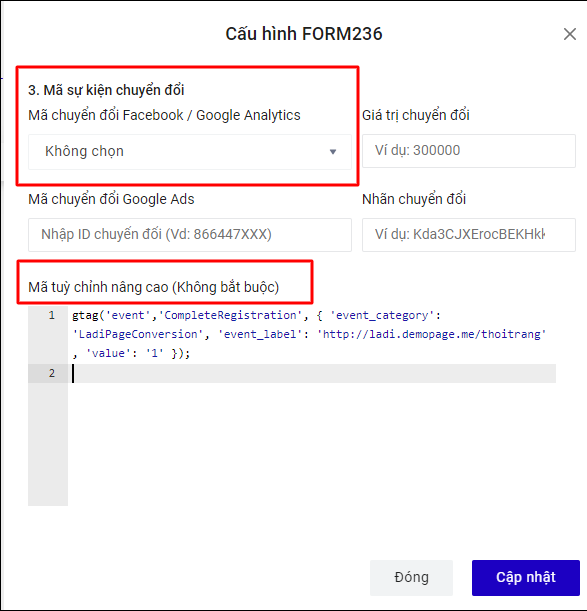 Cấu hình FORM236
3. Mã sự kiện chuyển đổi
Mã chuyển đổi Facebook / Google Analytics
Giá trị chuyển đổi
Không chọn
Ví dụ: 300000
Mã chuyển đổi Google Ads
Nhãn chuyển đổi
Nhập ID chuyển đổi (Vd: 866447XXX)
Ví dụ: Kda3CJXErocBEKHkk
Mã tuỳ chỉnh nâng cao (Không bắt buộc)
1 gtag('event','CompleteRegistration', { 'event_category':
'LadiPageConversion', 'event_label': 'http://ladi.demopage.me/thoitrang'
, 'value': '1' });
2
Đóng
Cập nhật